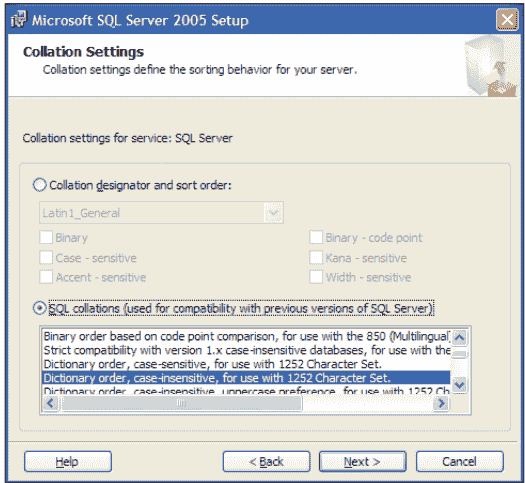 Microsoft SQL Server 2005 Setup
Collation Settings
Collation settings define the sorting behavior for your server.
Collation settings for service: SQL Server
Collation designator and sort order:
Latin1_General
Binary
Binary - code point
Case - sensitive
Kana - sensitive
Accent - sensitive
Width - sensitive
SQL collations (used for compatibility with previous versions of SQL Server)
Binary order based on code point comparison, for use with the 850 (Multilingual)
Strict compatibility with version 1.x case-insensitive databases, for use with the
Dictionary order, case-sensitive, for use with 1252 Character Set.
Dictionary order, case-insensitive, for use with 1252 Character Set.
Dictionary order, case-insensitive, uppercase preference, for use with 1252 Ch
Help
< Back
Next >
Cancel